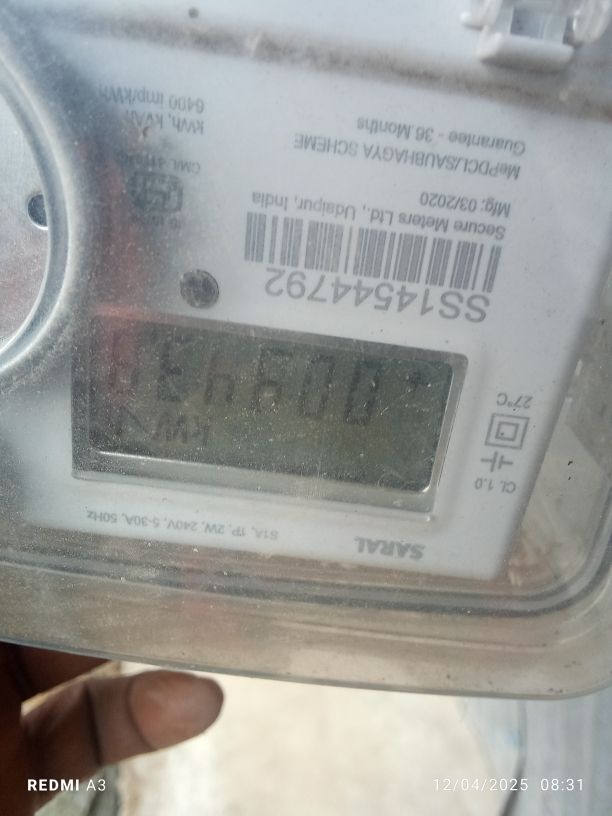 SARAL
S1A, 1P, 2W, 240V, 5-30A, 50Hz,
CL 1.0
27°C
SS14544792
Secure Meters Ltd., Udaipur, India
Mfg: 03/2020
MePDCL/SAUBHAGYA SCHEME
Guarantee - 36 Months
CM/L
kWh, kVAh
6400 imp/kWh
REDMI A3
12/04/2025 08:31